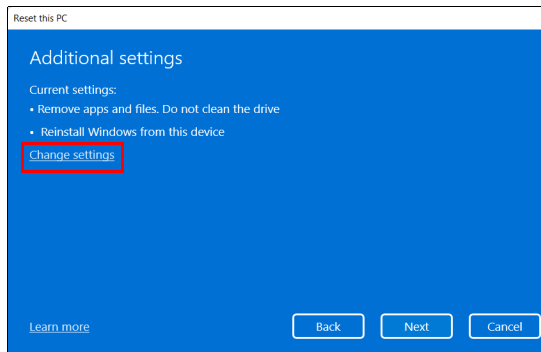 Reset this PC
Additional settings
Current settings:
• Remove apps and files. Do not clean the drive
• Reinstall Windows from this device
Change settings
Learn more
Back
Next
Cancel